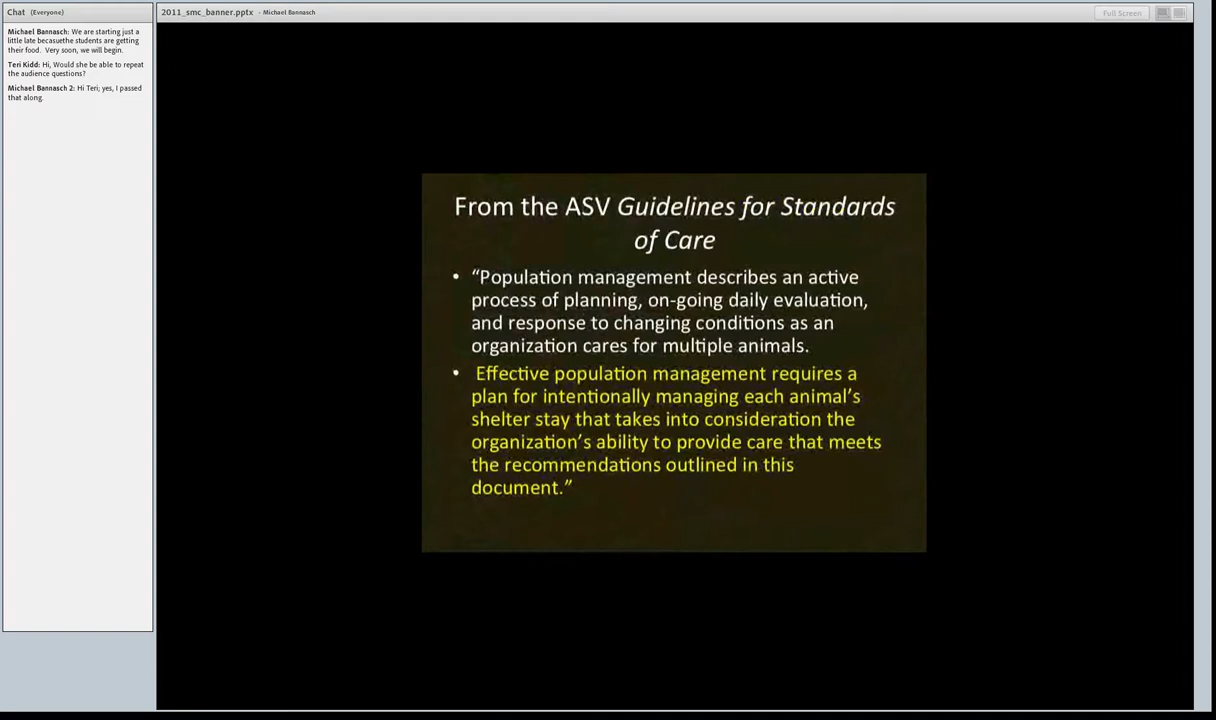 Chat (Everyone)
Michael Bannasch: We are starting just a
little late becasuethe students are getting
their food. Very soon, we will begin.
Teri Kidd: Hi, Would she be able to repeat
the audience questions?
Michael Bannasch 2: Hi Teri; yes, I passed
that along.
2011_smc_banner.pptx - Michael Bannasch
Full Screen
From the ASV Guidelines for Standards
of Care
• “Population management describes an active
process of planning, on-going daily evaluation,
and response to changing conditions as an
organization cares for multiple animals.
• Effective population management requires a
plan for intentionally managing each animal’s
shelter stay that takes into consideration the
organization’s ability to provide care that meets
the recommendations outlined in this
document.”